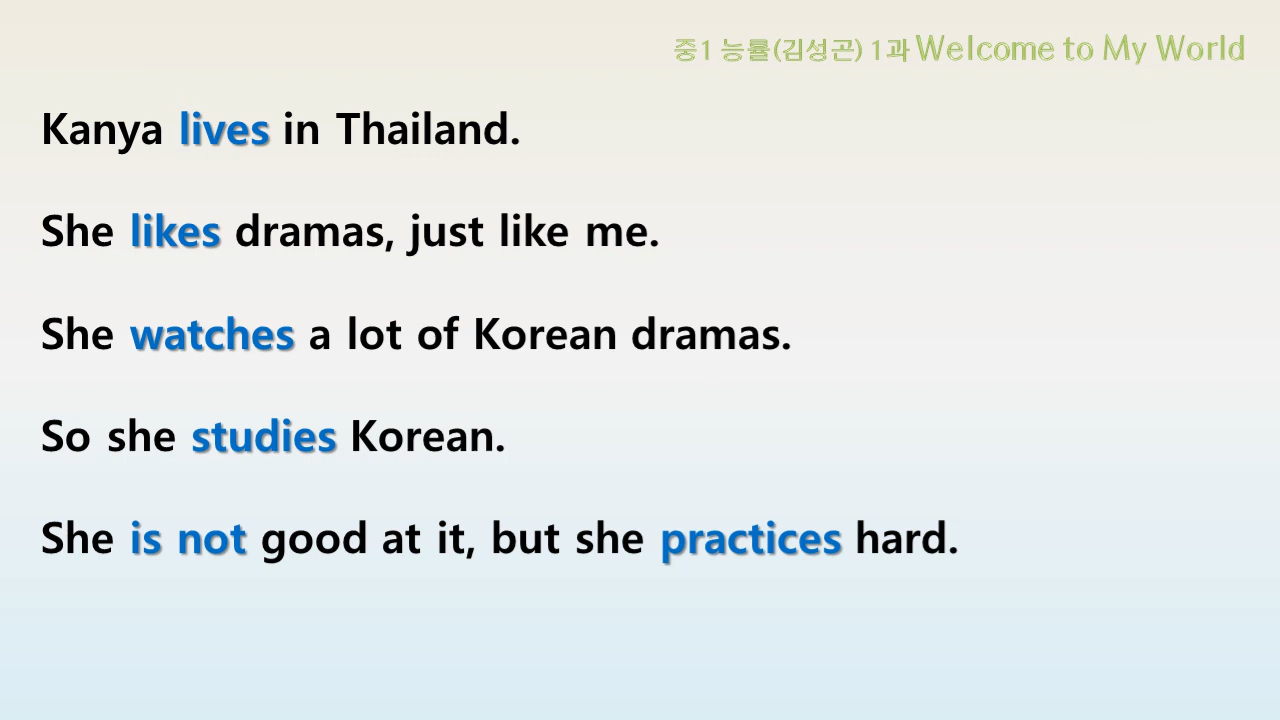 중1 능률(김성곤) 1과 Welcome to My World
Kanya lives in Thailand.
She likes dramas, just like me.
She watches a lot of Korean dramas.
So she studies Korean.
She is not good at it, but she practices hard.